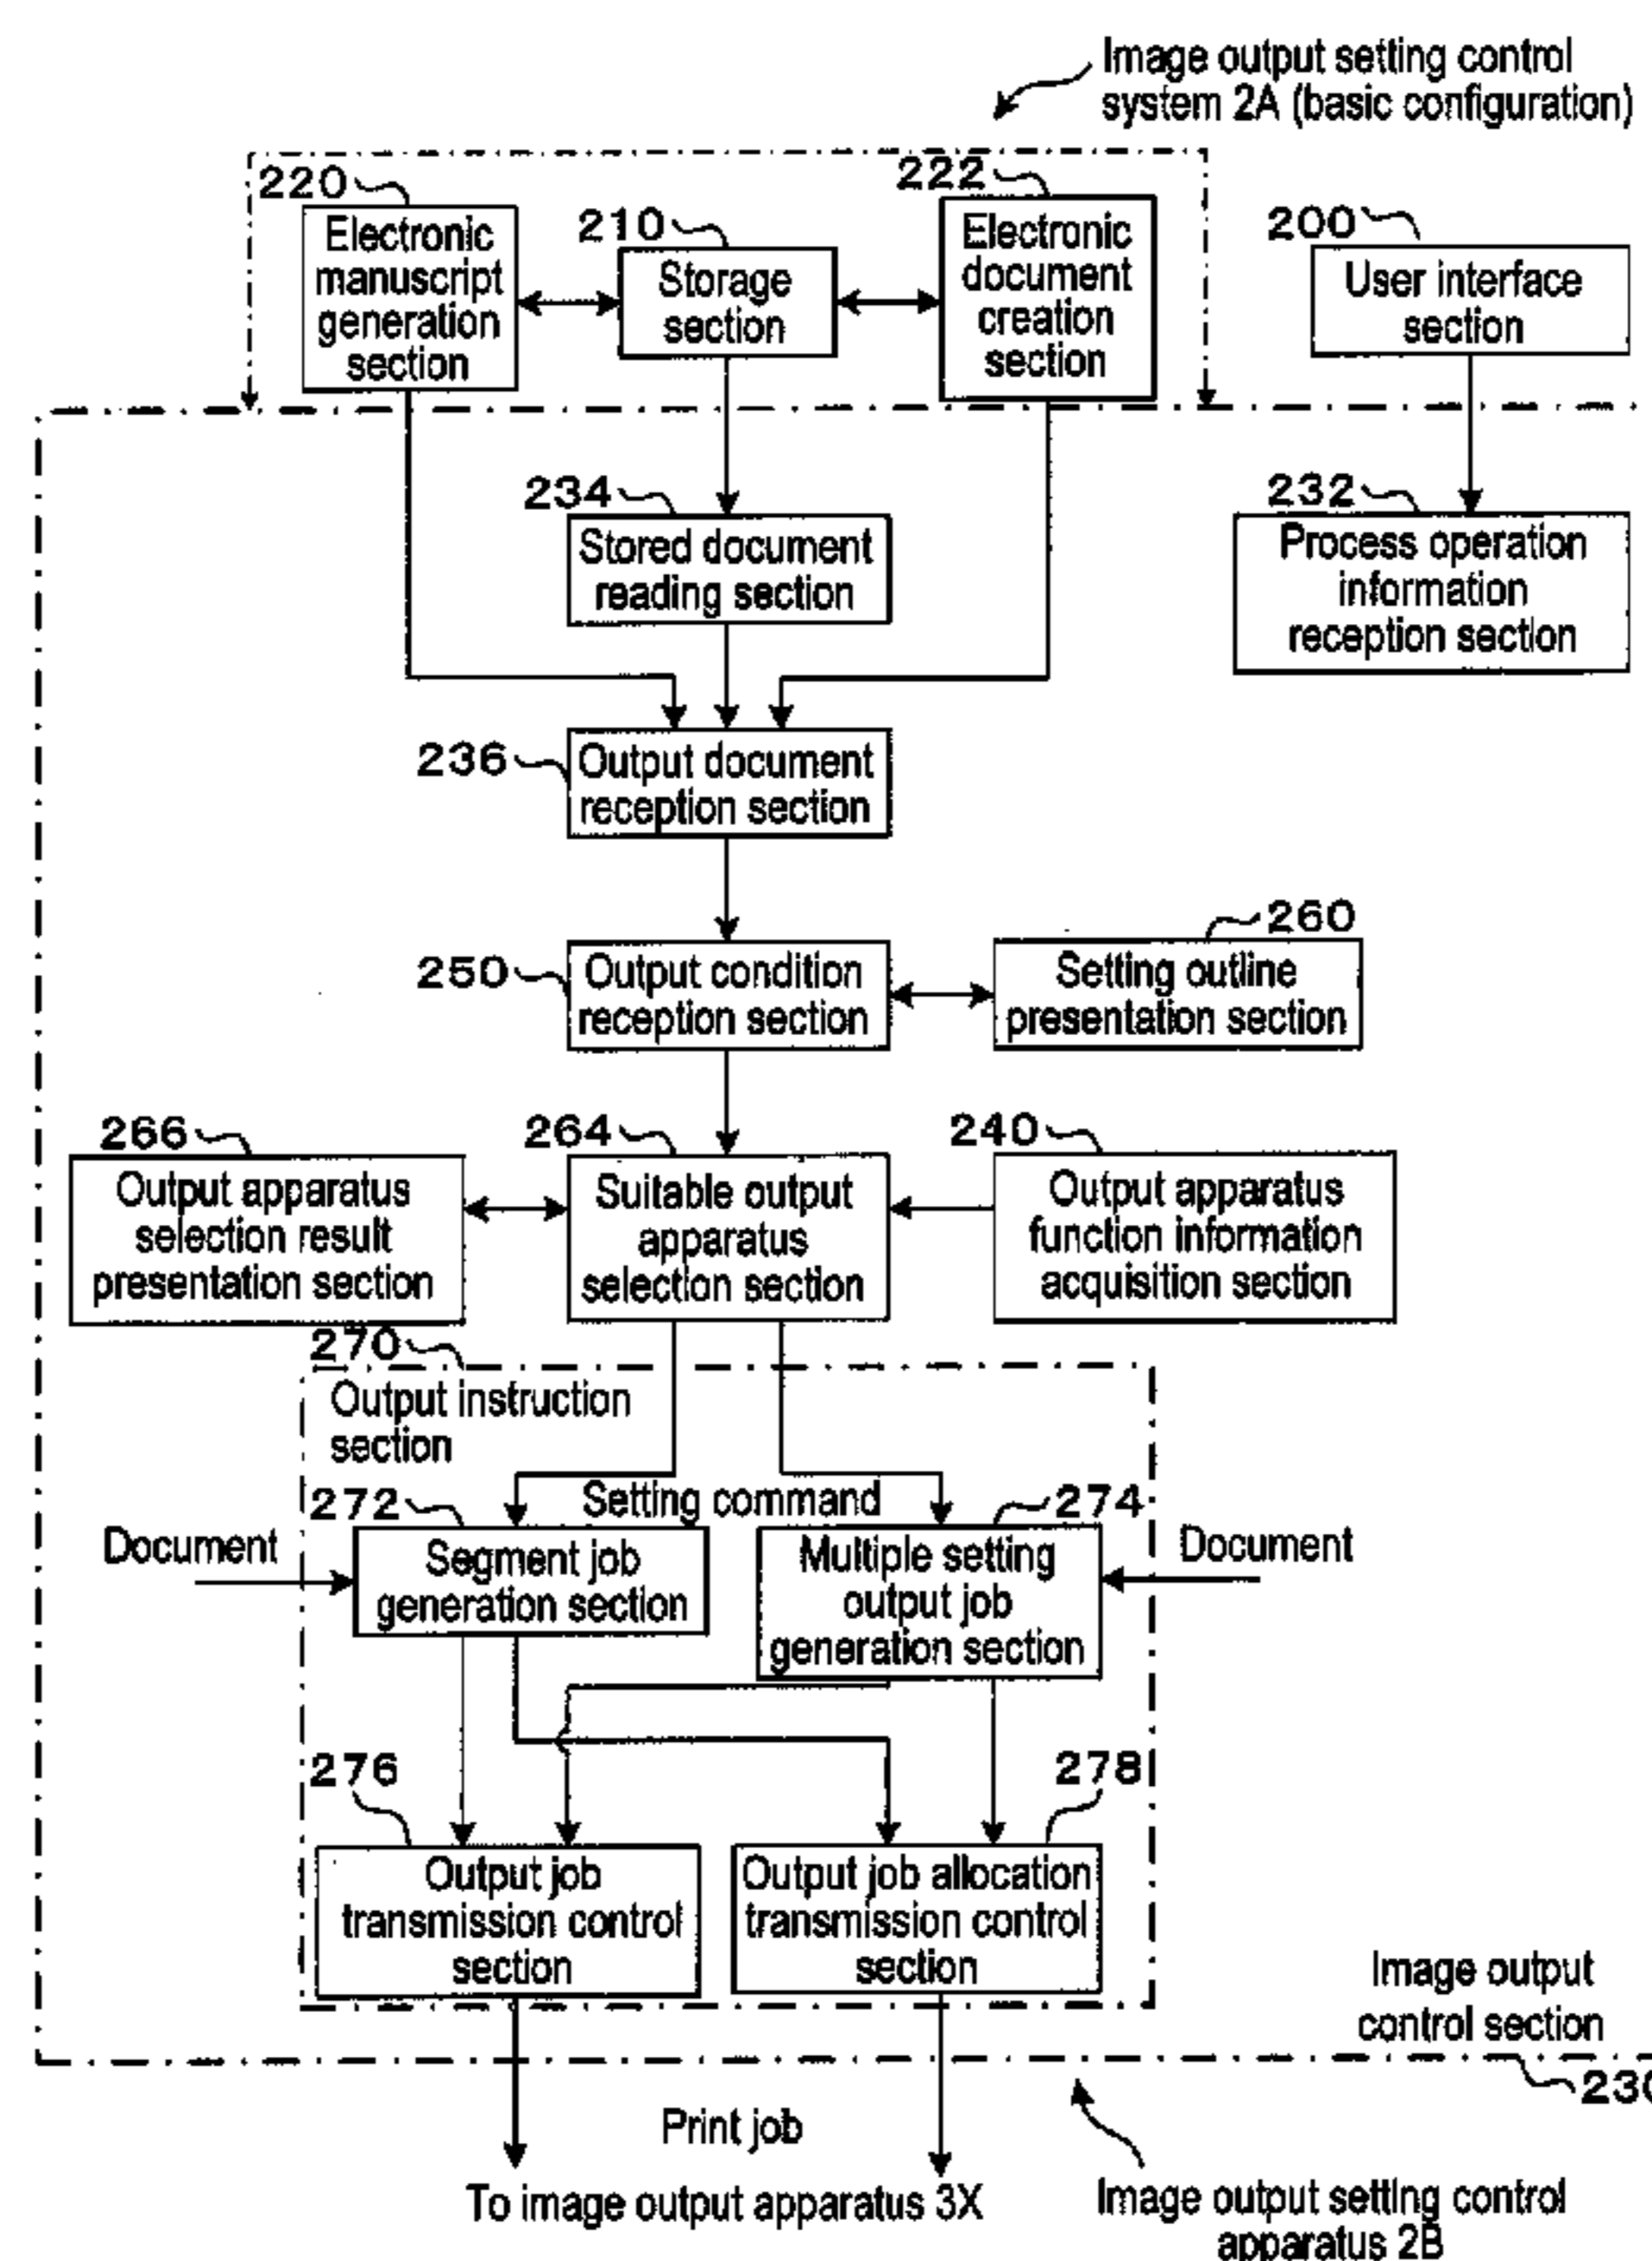 Image output setting control
system 2A (basic configuration)
220
222
210
200
Electronic
manuscript
generation
section
Storage
section
Electronic
document
creation
section
User interface
section
234
232
Stored document
reading section
Process operation
information
reception section
236
Output document
reception section
260
250
Output condition
reception section
Setting outline
presentation section
266
264
240
Output apparatus
selection result
presentation section
Suitable output
apparatus
selection section
Output apparatus
function information
acquisition section
270
Output instruction
section
272
Setting command
274
Document
Segment job
generation section
Multiple setting
output job
generation section
Document
276
278
Output job
transmission control
section
Output job allocation
transmission control
section
Image output
control section
230
Print job
To image output apparatus 3X
Image output setting control
apparatus 2B